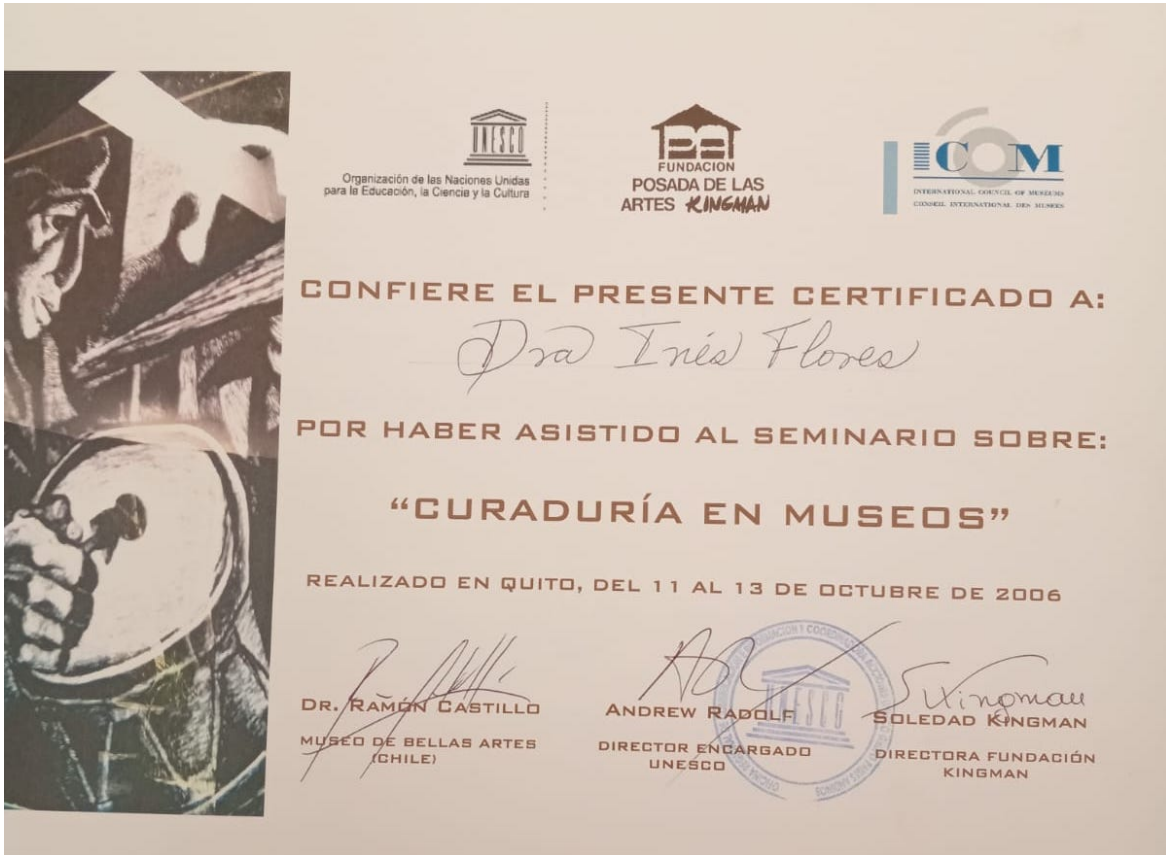 UNESCO
Organización de las Naciones Unidas
para la Educación, la Ciencia y la Cultura
FUNDACION
POSADA DE LAS
ARTES KINGMAN
ICOM
INTERNATIONAL COUNCIL OF MUSEUMS
CONSEIL INTERNATIONAL DES MUSEES
CONFIERE EL PRESENTE CERTIFICADO A:
Dra Inés Flores
POR HABER ASISTIDO AL SEMINARIO SOBRE:
“CURADURÍA EN MUSEOS”
REALIZADO EN QUITO, DEL 11 AL 13 DE OCTUBRE DE 2006
SKingman
DR. RAMÓN CASTILLO
MUSEO DE BELLAS ARTES
(CHILE)
ANDREW RADOLF
DIRECTOR ENCARGADO
UNESCO
SOLEDAD KINGMAN
DIRECTORA FUNDACIÓN
KINGMAN
UNESCO